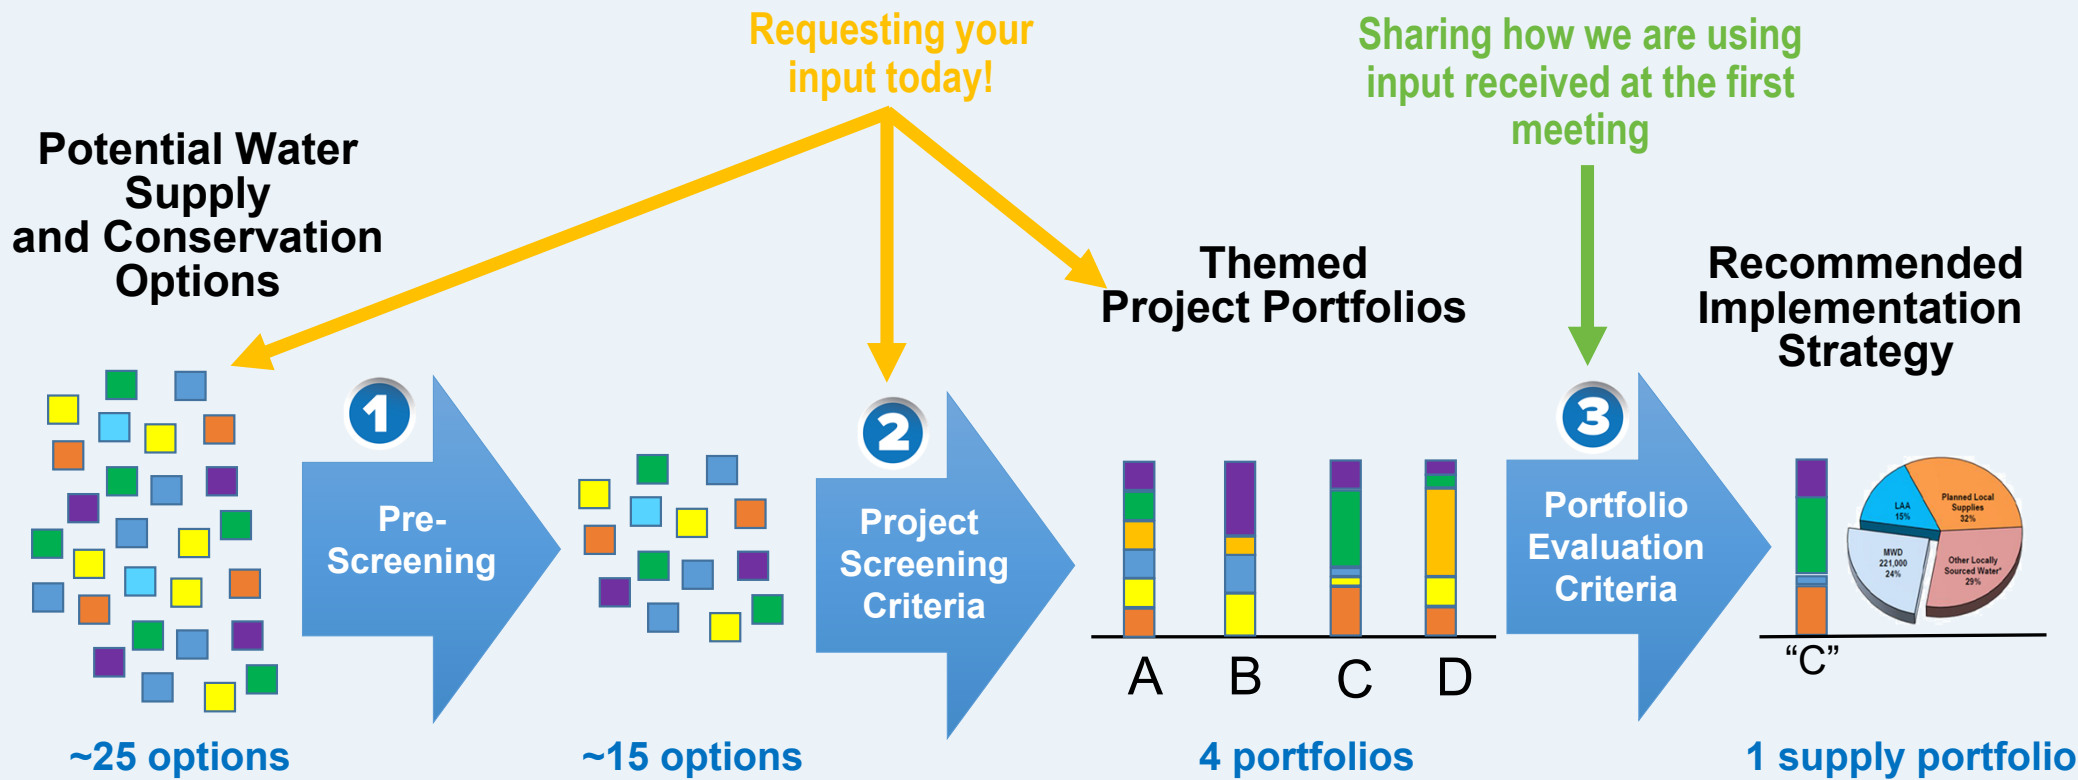 Requesting your
input today!
Sharing how we are using
input received at the first
meeting
Potential Water
Supply
and Conservation
Options
Themed
Project Portfolios
Recommended
Implementation
Strategy
1
Pre-
Screening
2
Project
Screening
Criteria
3
Portfolio
Evaluation
Criteria
LAA
15%
Planned Local
Supplies
32%
MWD
221,000
24%
Other Locally
Sourced Water*
29%
A
B
C
D
“C”
~25 options
~15 options
4 portfolios
1 supply portfolio